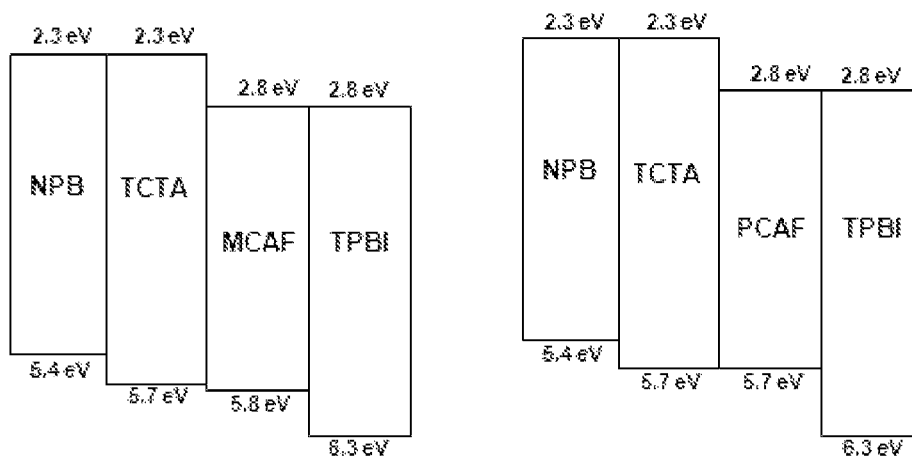 2.3 eV 2.3 eV
2.8 eV 2.8 eV
NPB TCTA MCAF TPBI
5.4 eV
5.7 eV 5.8 eV
6.3 eV
2.3 eV 2.3 eV
2.8 eV 2.8 eV
NPB TCTA PCAF TPBI
5.4 eV
5.7 eV 5.7 eV
6.3 eV